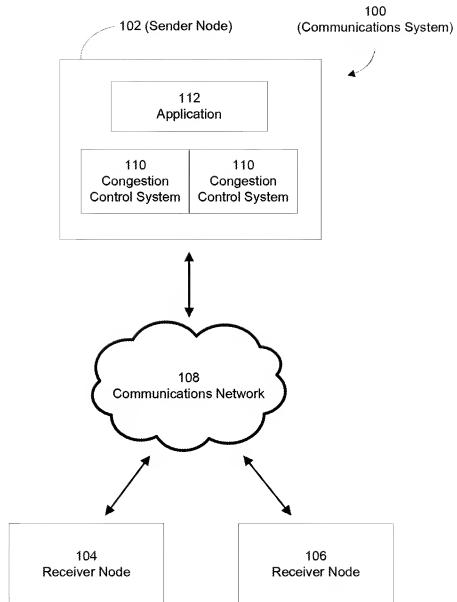 100
(Communications System)
102 (Sender Node)
112
Application
110
Congestion
Control System
110
Congestion
Control System
108
Communications Network
104
Receiver Node
106
Receiver Node